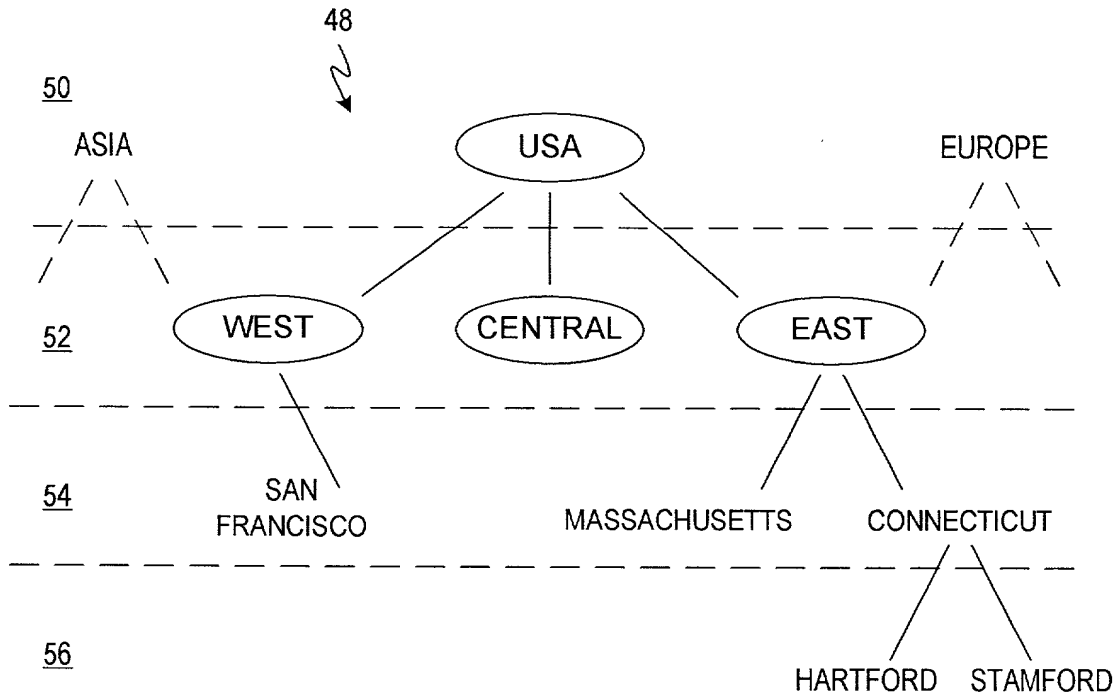 48
50
ASIA
USA
EUROPE
52
WEST
CENTRAL
EAST
54
SAN
FRANCISCO
MASSACHUSETTS
CONNECTICUT
56
HARTFORD
STAMFORD